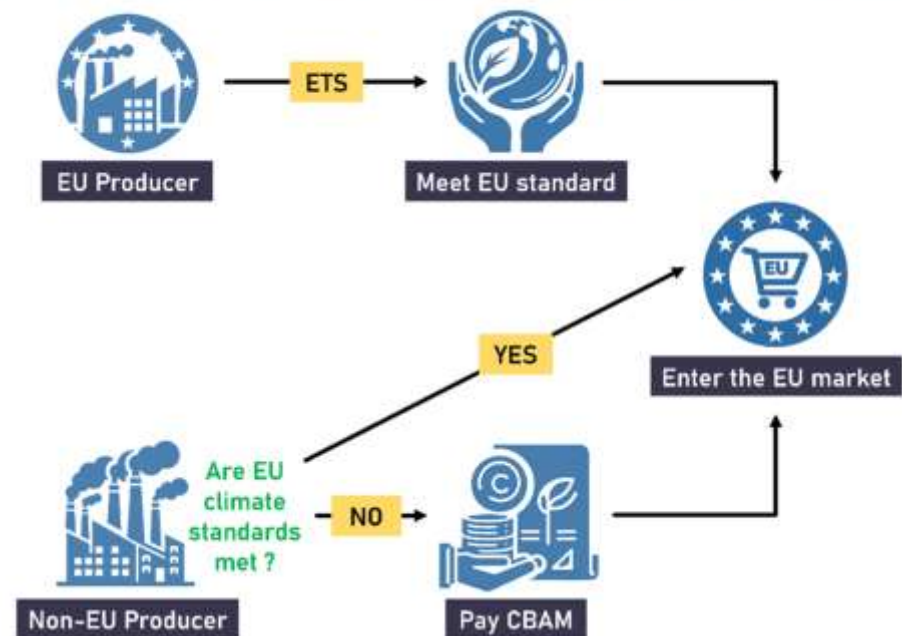 ETS
EU Producer
Meet EU standard
EU
YES
Enter the EU market
Are EU
climate
standards
met ?
NO
C
Non-EU Producer
Pay CBAM